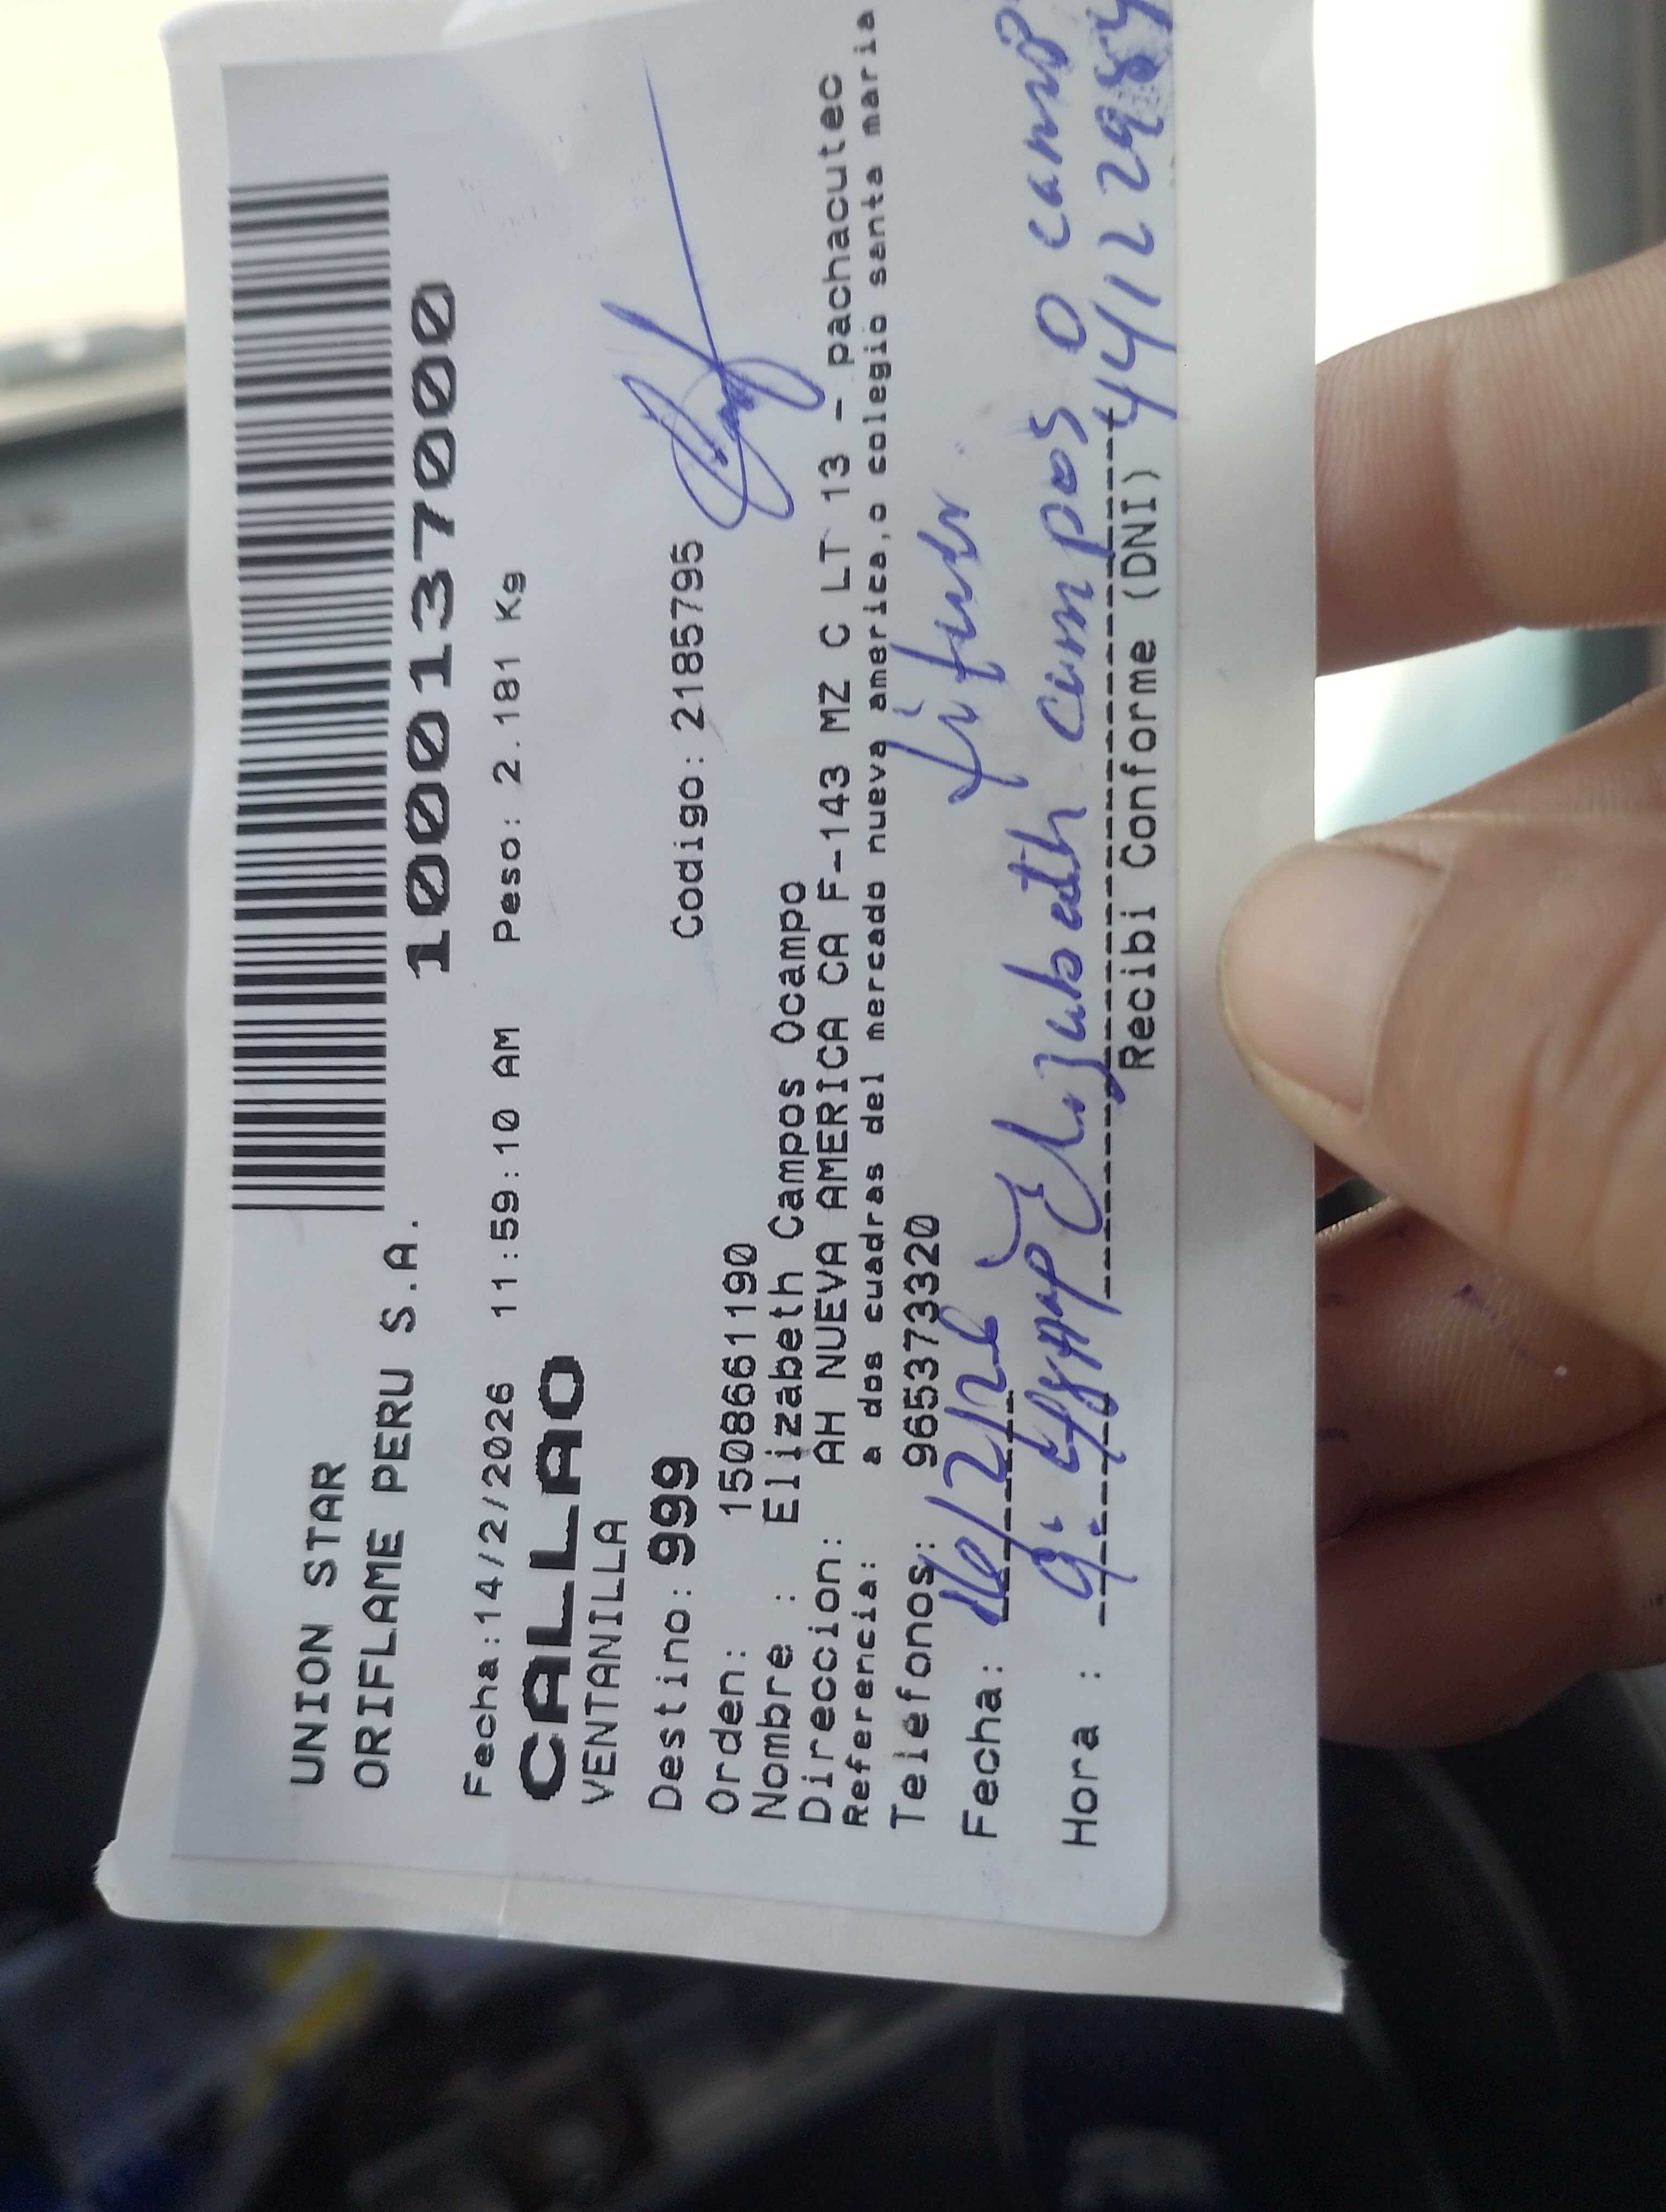 UNION STAR
ORIFLAME PERU S.A.
100137000
Fecha:14/2/2026 11:59:10 AM Peso: 2.181 Kg
CALLAO
VENTANILLA
Destino: 999 Codigo: 2185795
Orden: 1508661190
Nombre : Elizabeth Campos Ocampo
Direccion: AH NUEVA AMERICA CA F-143 MZ C LT 13 - pachacutec
Referencia: a dos cuadras del mercado nueva america,o colegio santa maria
Telefonos: 965373320
Fecha: 16/2/26
Hora :
campos Ocampo
Recibi Conforme (DNI)